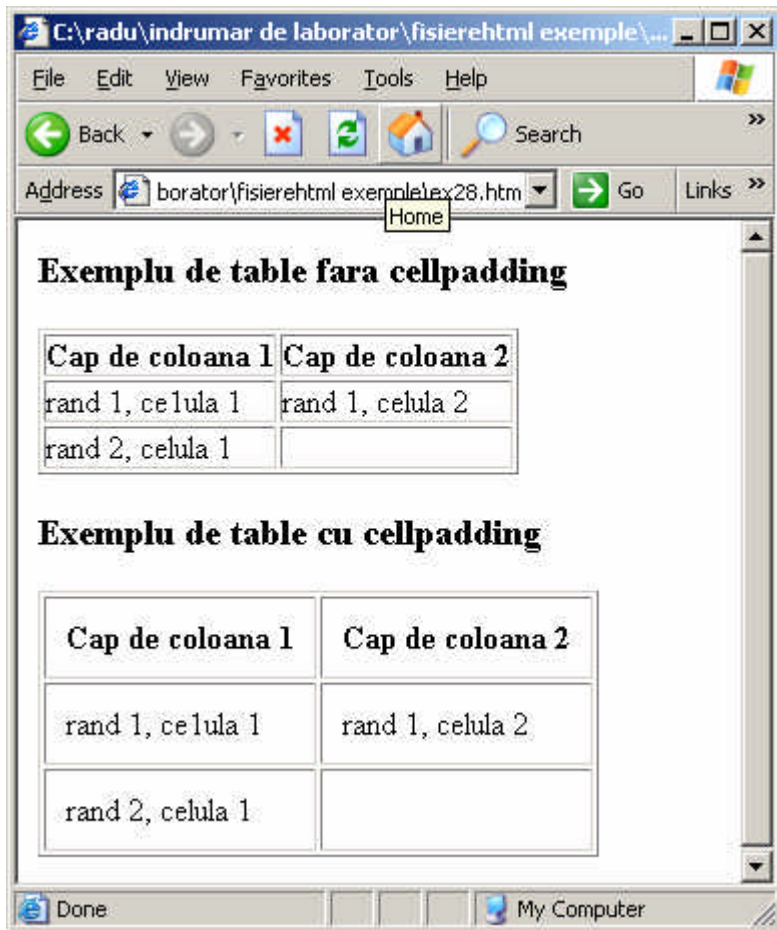 C:\radu\indrumar de laborator\fisierehtml exemple\...
File Edit View Favorites Tools Help
Back Search »
Address borator\fisierehtml exemple\ex28.htm Go Links »
Home
Exemplu de table fara cellpadding
Cap de coloana 1 Cap de coloana 2
rand 1, ce1ula 1 rand 1, celula 2
rand 2, celula 1
Exemplu de table cu cellpadding
Cap de coloana 1 Cap de coloana 2
rand 1, ce1ula 1 rand 1, celula 2
rand 2, celula 1
Done My Computer